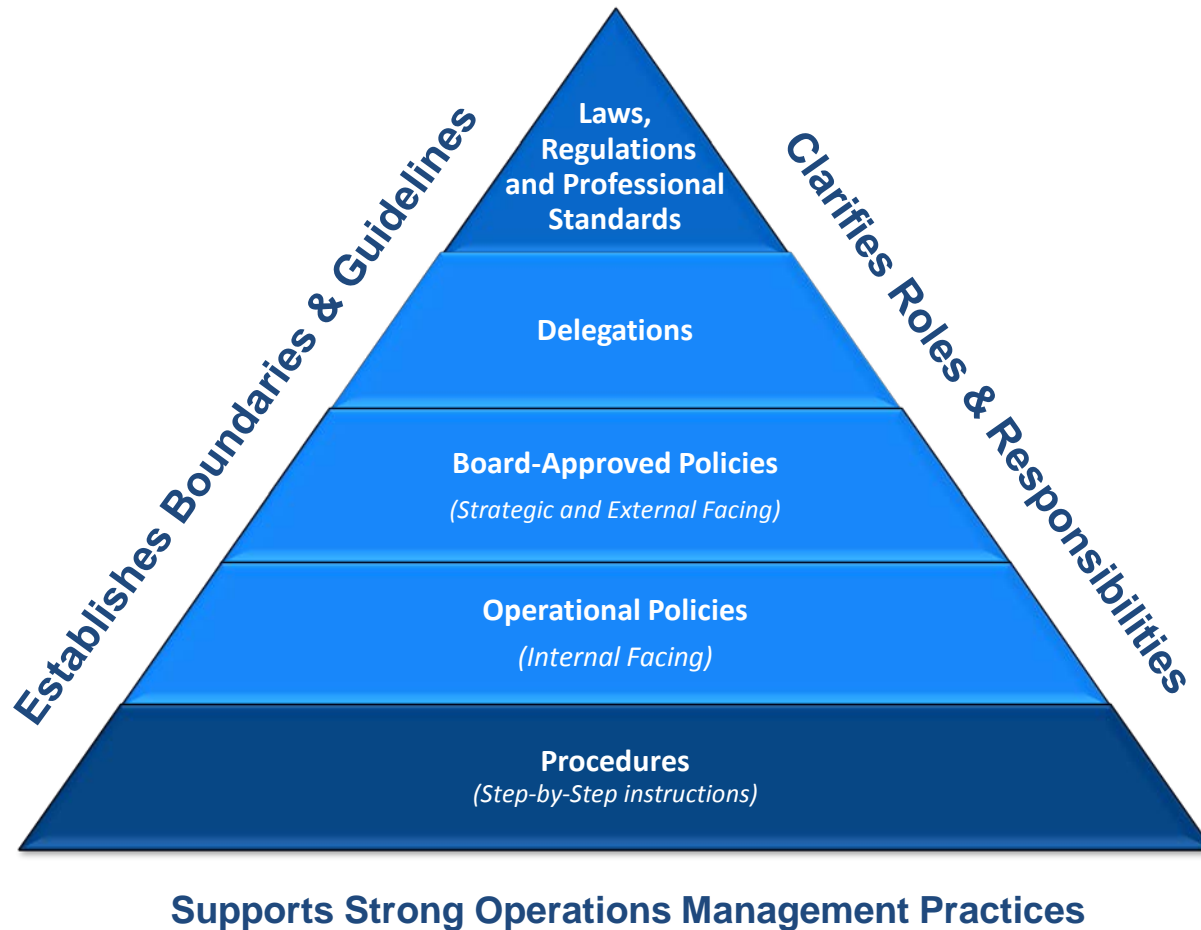 Establishes Boundaries & Guidelines
Clarifies Roles & Responsibilities
Laws,
Regulations
and Professional
Standards
Delegations
Board-Approved Policies
(Strategic and External Facing)
Operational Policies
(Internal Facing)
Procedures
(Step-by-Step instructions)
Supports Strong Operations Management Practices